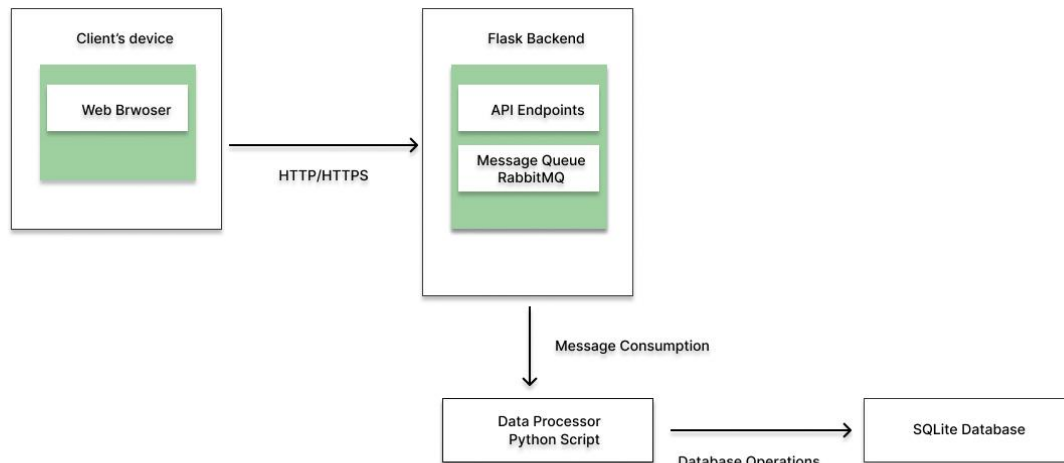 Client's device
Flask Backend
Web Brwoser
API Endpoints
Message Queue
RabbitMQ
HTTP/HTTPS
Message Consumption
Data Processor
Python Script
SQLite Database
Database Operations